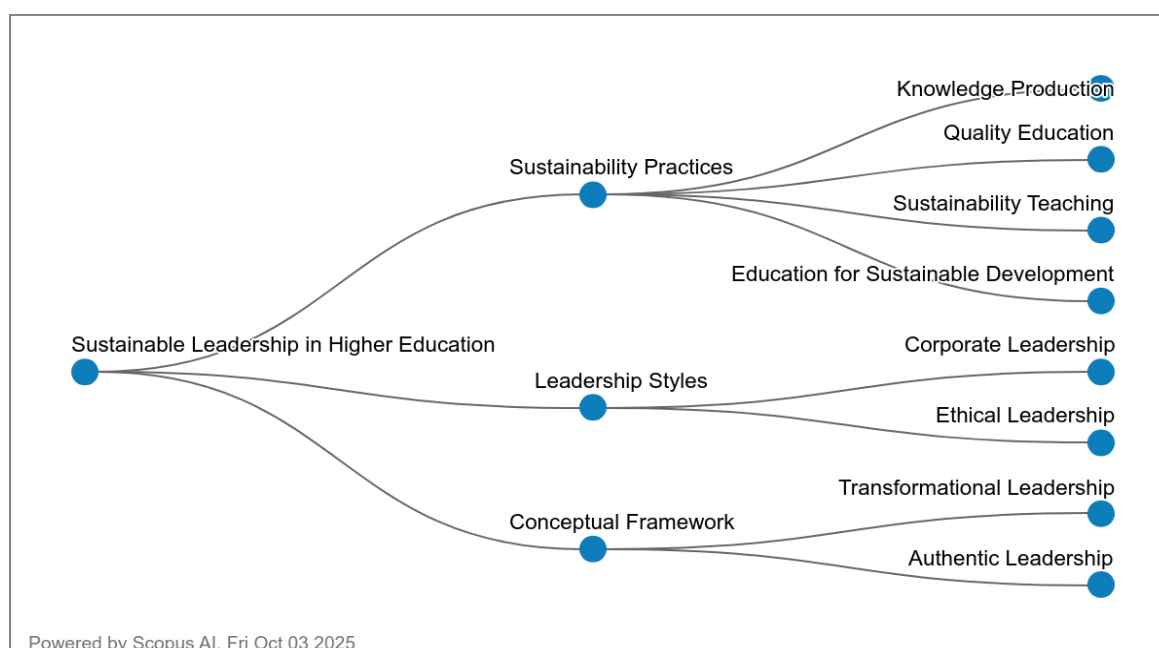 Knowledge Production
Quality Education
Sustainability Practices
Sustainability Teaching
Education for Sustainable Development
Sustainable Leadership in Higher Education
Corporate Leadership
Leadership Styles
Ethical Leadership
Transformational Leadership
Conceptual Framework
Authentic Leadership
Powered by Scopus AI, Fri Oct 03 2025